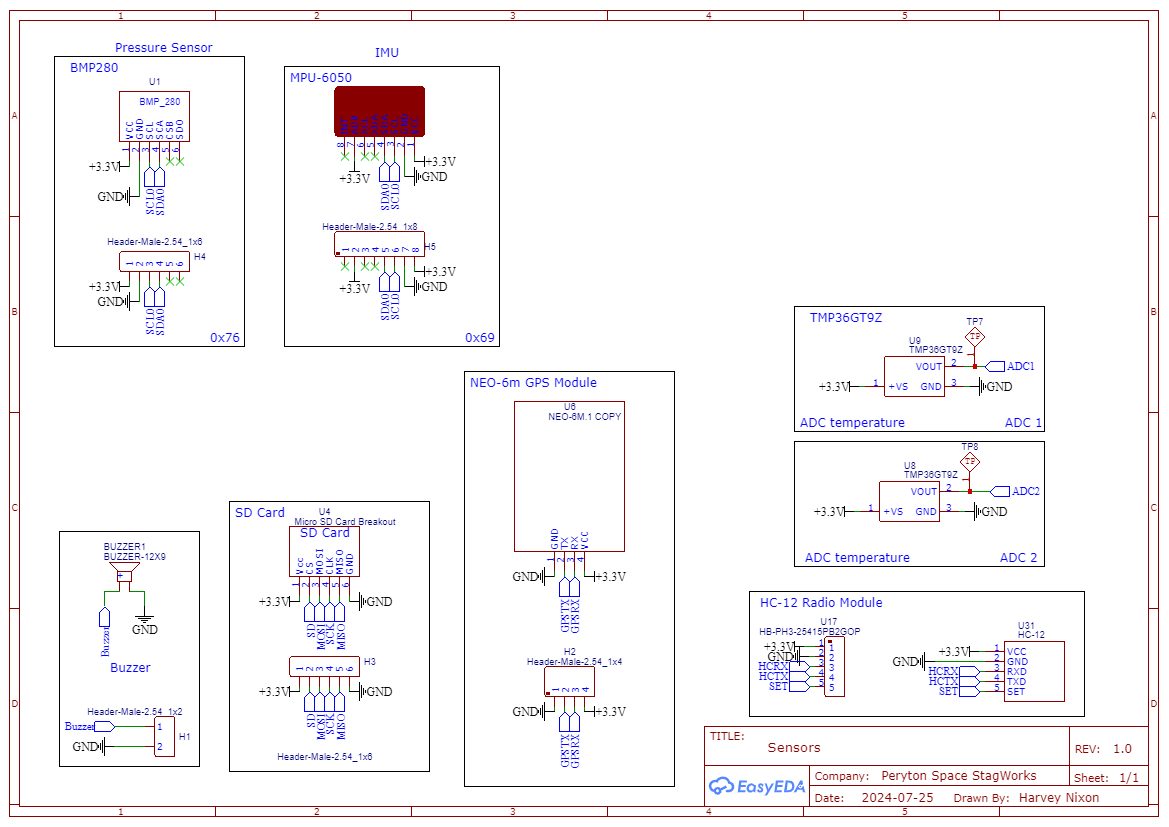 1 2 3 4 5
A
B
C
D
A
B
C
D
Pressure Sensor
BMP280
U1
BMP_280
VCC GND SCL SCA CSB SDO
1 2 3 4 5 6
+3.3V
GND
SCL0 SDA0
Header-Male-2.54_1x6
H4
1 2 3 4 5 6
+3.3V
GND
SCL0 SDA0
0x76
IMU
MPU-6050
8 7 6 5 4 3 2 1
+3.3V
+3.3V
GND
SDA0 SCL0
Header-Male-2.54_1x8
H5
1 2 3 4 5 6 7 8
+3.3V
+3.3V
GND
SDA0 SCL0
0x69
NEO-6m GPS Module
U6
NEO-6M.1 COPY
GND TX RX VCC
1 2 3 4
GND
+3.3V
GPSTX GPSRX
H2
Header-Male-2.54_1x4
1 2 3 4
GND
+3.3V
GPSTX GPSRX
TMP36GT9Z
TP7
TP
U9
TMP36GT9Z
VOUT 2
ADC1
+3.3V
1 +VS GND 3
GND
ADC temperature
ADC 1
TP8
TP
U8
TMP36GT9Z
VOUT 2
ADC2
+3.3V
1 +VS GND 3
GND
ADC temperature
ADC 2
SD Card
U4
Micro SD Card Breakout
SD Card
Vcc CS MOSI CLK MISO GND
1 2 3 4 5 6
+3.3V
GND
SD MOSI SCK MISO
H3
1 2 3 4 5 6
+3.3V
GND
SD MOSI SCK MISO
Header-Male-2.54_1x6
BUZZER1
BUZZER-12X9
+
Buzzer
GND
Buzzer
Header-Male-2.54_1x2
Buzzer
1
GND
2
H1
HC-12 Radio Module
U17
HB-PH3-25415PB2GOP
+3.3V 1 1
GND 2 2
HCRX 3 3
HCTX 4 4
SET 5 5
U31
HC-12
+3.3V 1 VCC
GND 2 GND
HCRX 3 RXD
HCTX 4 TXD
SET 5 SET
TITLE:
Sensors
REV: 1.0
EasyEDA
Company: Peryton Space StagWorks
Sheet: 1/1
Date: 2024-07-25 Drawn By: Harvey Nixon
1 2 3 4 5